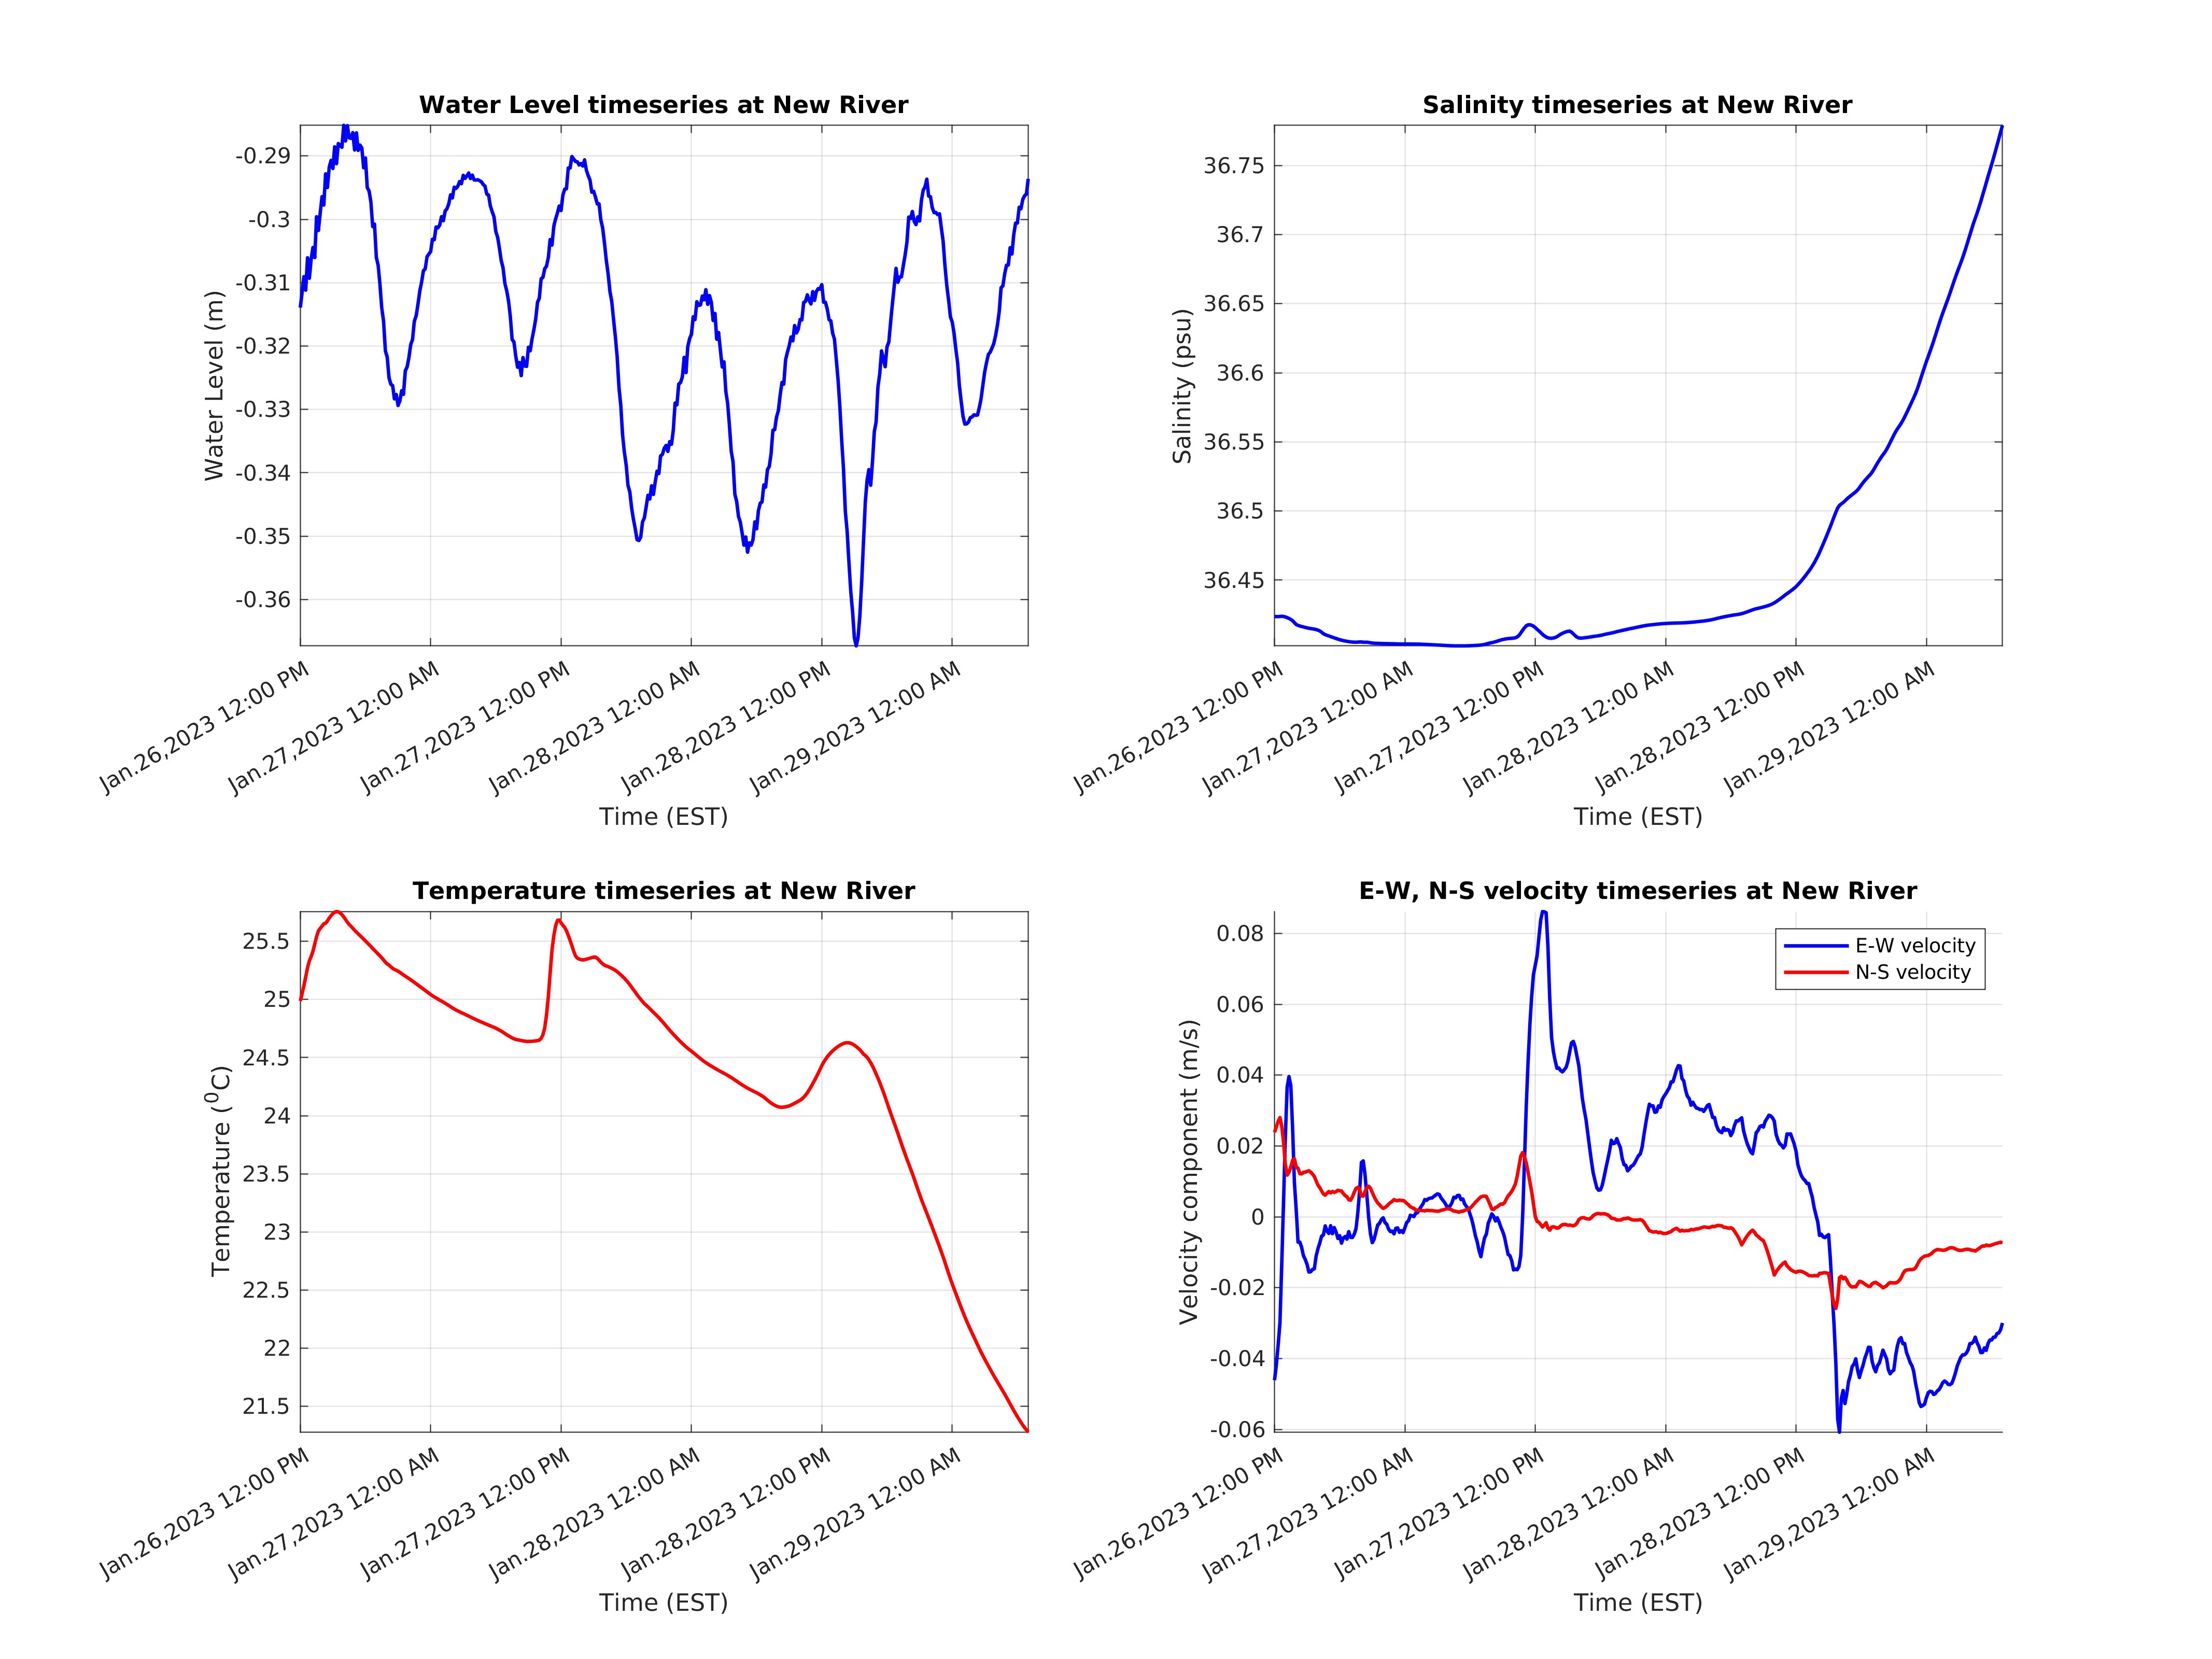 Water Level timeseries at New River
Water Level (m)
-0.29
-0.3
-0.31
-0.32
-0.33
-0.34
-0.35
-0.36
Jan.26,2023 12:00 PM
Jan.27,2023 12:00 AM
Jan.27,2023 12:00 PM
Jan.28,2023 12:00 AM
Jan.28,2023 12:00 PM
Jan.29,2023 12:00 AM
Time (EST)
Salinity timeseries at New River
Salinity (psu)
36.75
36.7
36.65
36.6
36.55
36.5
36.45
Jan.26,2023 12:00 PM
Jan.27,2023 12:00 AM
Jan.27,2023 12:00 PM
Jan.28,2023 12:00 AM
Jan.28,2023 12:00 PM
Jan.29,2023 12:00 AM
Time (EST)
Temperature timeseries at New River
Temperature (⁰C)
25.5
25
24.5
24
23.5
23
22.5
22
21.5
Jan.26,2023 12:00 PM
Jan.27,2023 12:00 AM
Jan.27,2023 12:00 PM
Jan.28,2023 12:00 AM
Jan.28,2023 12:00 PM
Jan.29,2023 12:00 AM
Time (EST)
E-W, N-S velocity timeseries at New River
Velocity component (m/s)
0.08
0.06
0.04
0.02
0
-0.02
-0.04
-0.06
E-W velocity
N-S velocity
Jan.26,2023 12:00 PM
Jan.27,2023 12:00 AM
Jan.27,2023 12:00 PM
Jan.28,2023 12:00 AM
Jan.28,2023 12:00 PM
Jan.29,2023 12:00 AM
Time (EST)